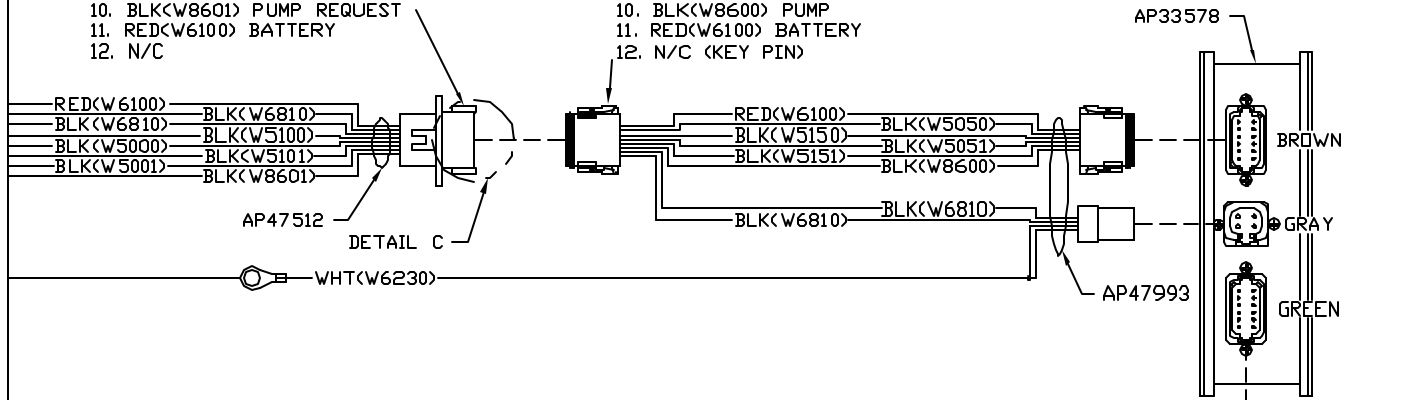 10. BLK(W8601) PUMP REQUEST
11. RED(W6100) BATTERY
12. N/C
10. BLK(W8600) PUMP
11. RED(W6100) BATTERY
12. N/C (KEY PIN)
AP33578
RED(W6100)
BLK(W6810)
BLK(W6810)
BLK(W5100)
BLK(W5000)
BLK(W5101)
BLK(W5001)
BLK(W8601)
AP47512
DETAIL C
RED(W6100)
BLK(W5050)
BLK(W5150)
BLK(W5051)
BLK(W5151)
BLK(W8600)
BLK(W6810)
BLK(W6810)
BROWN
GRAY
WHT(W6230)
AP47993
GREEN